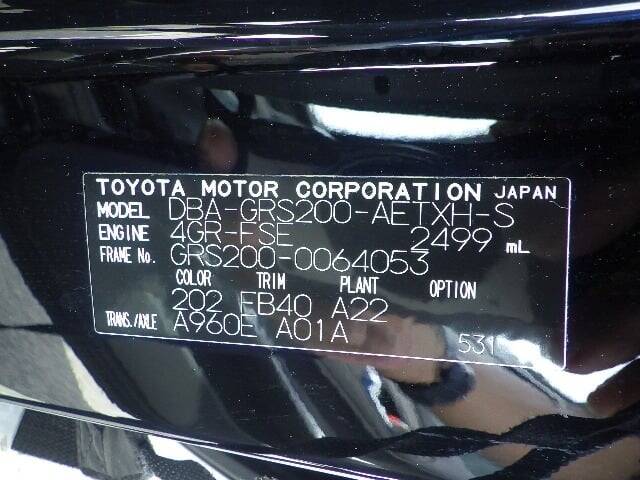 TOYOTA MOTOR CORPORATION JAPAN
MODEL DBA-GRS200-AETXH-S
ENGINE 4GR-FSE 2499 mL
FRAME No. GRS200-0064053
COLOR TRIM PLANT OPTION
202 FB40 A22
TRANS./AXLE A960E A01A 531